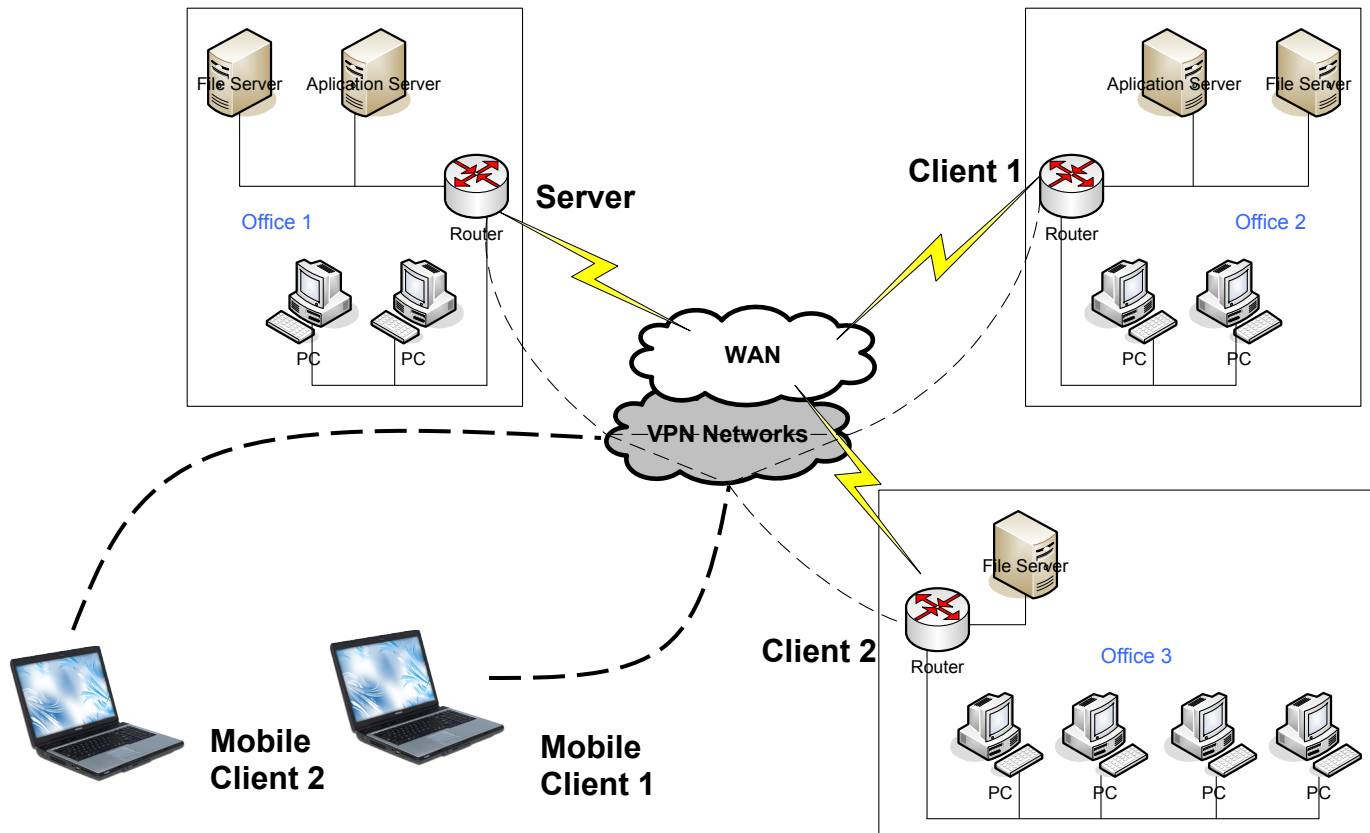 File Server
Aplication Server
Server
Office 1
Router
PC
PC
Client 1
Aplication Server
File Server
Router
Office 2
PC
PC
WAN
VPN Networks
File Server
Client 2
Router
Office 3
PC
PC
PC
PC
Mobile
Client 2
Mobile
Client 1